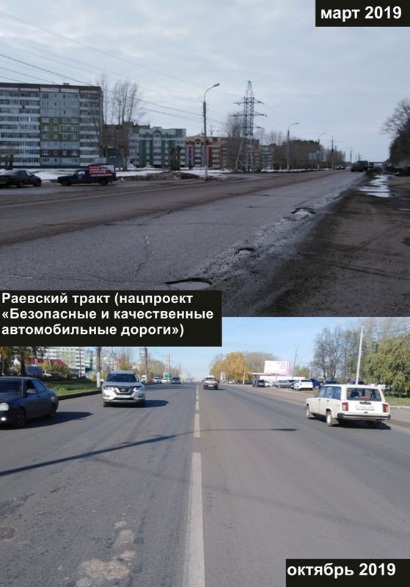 март 2019
Раевский тракт (нацпроект
«Безопасные и качественные
автомобильные дороги»)
октябрь 2019